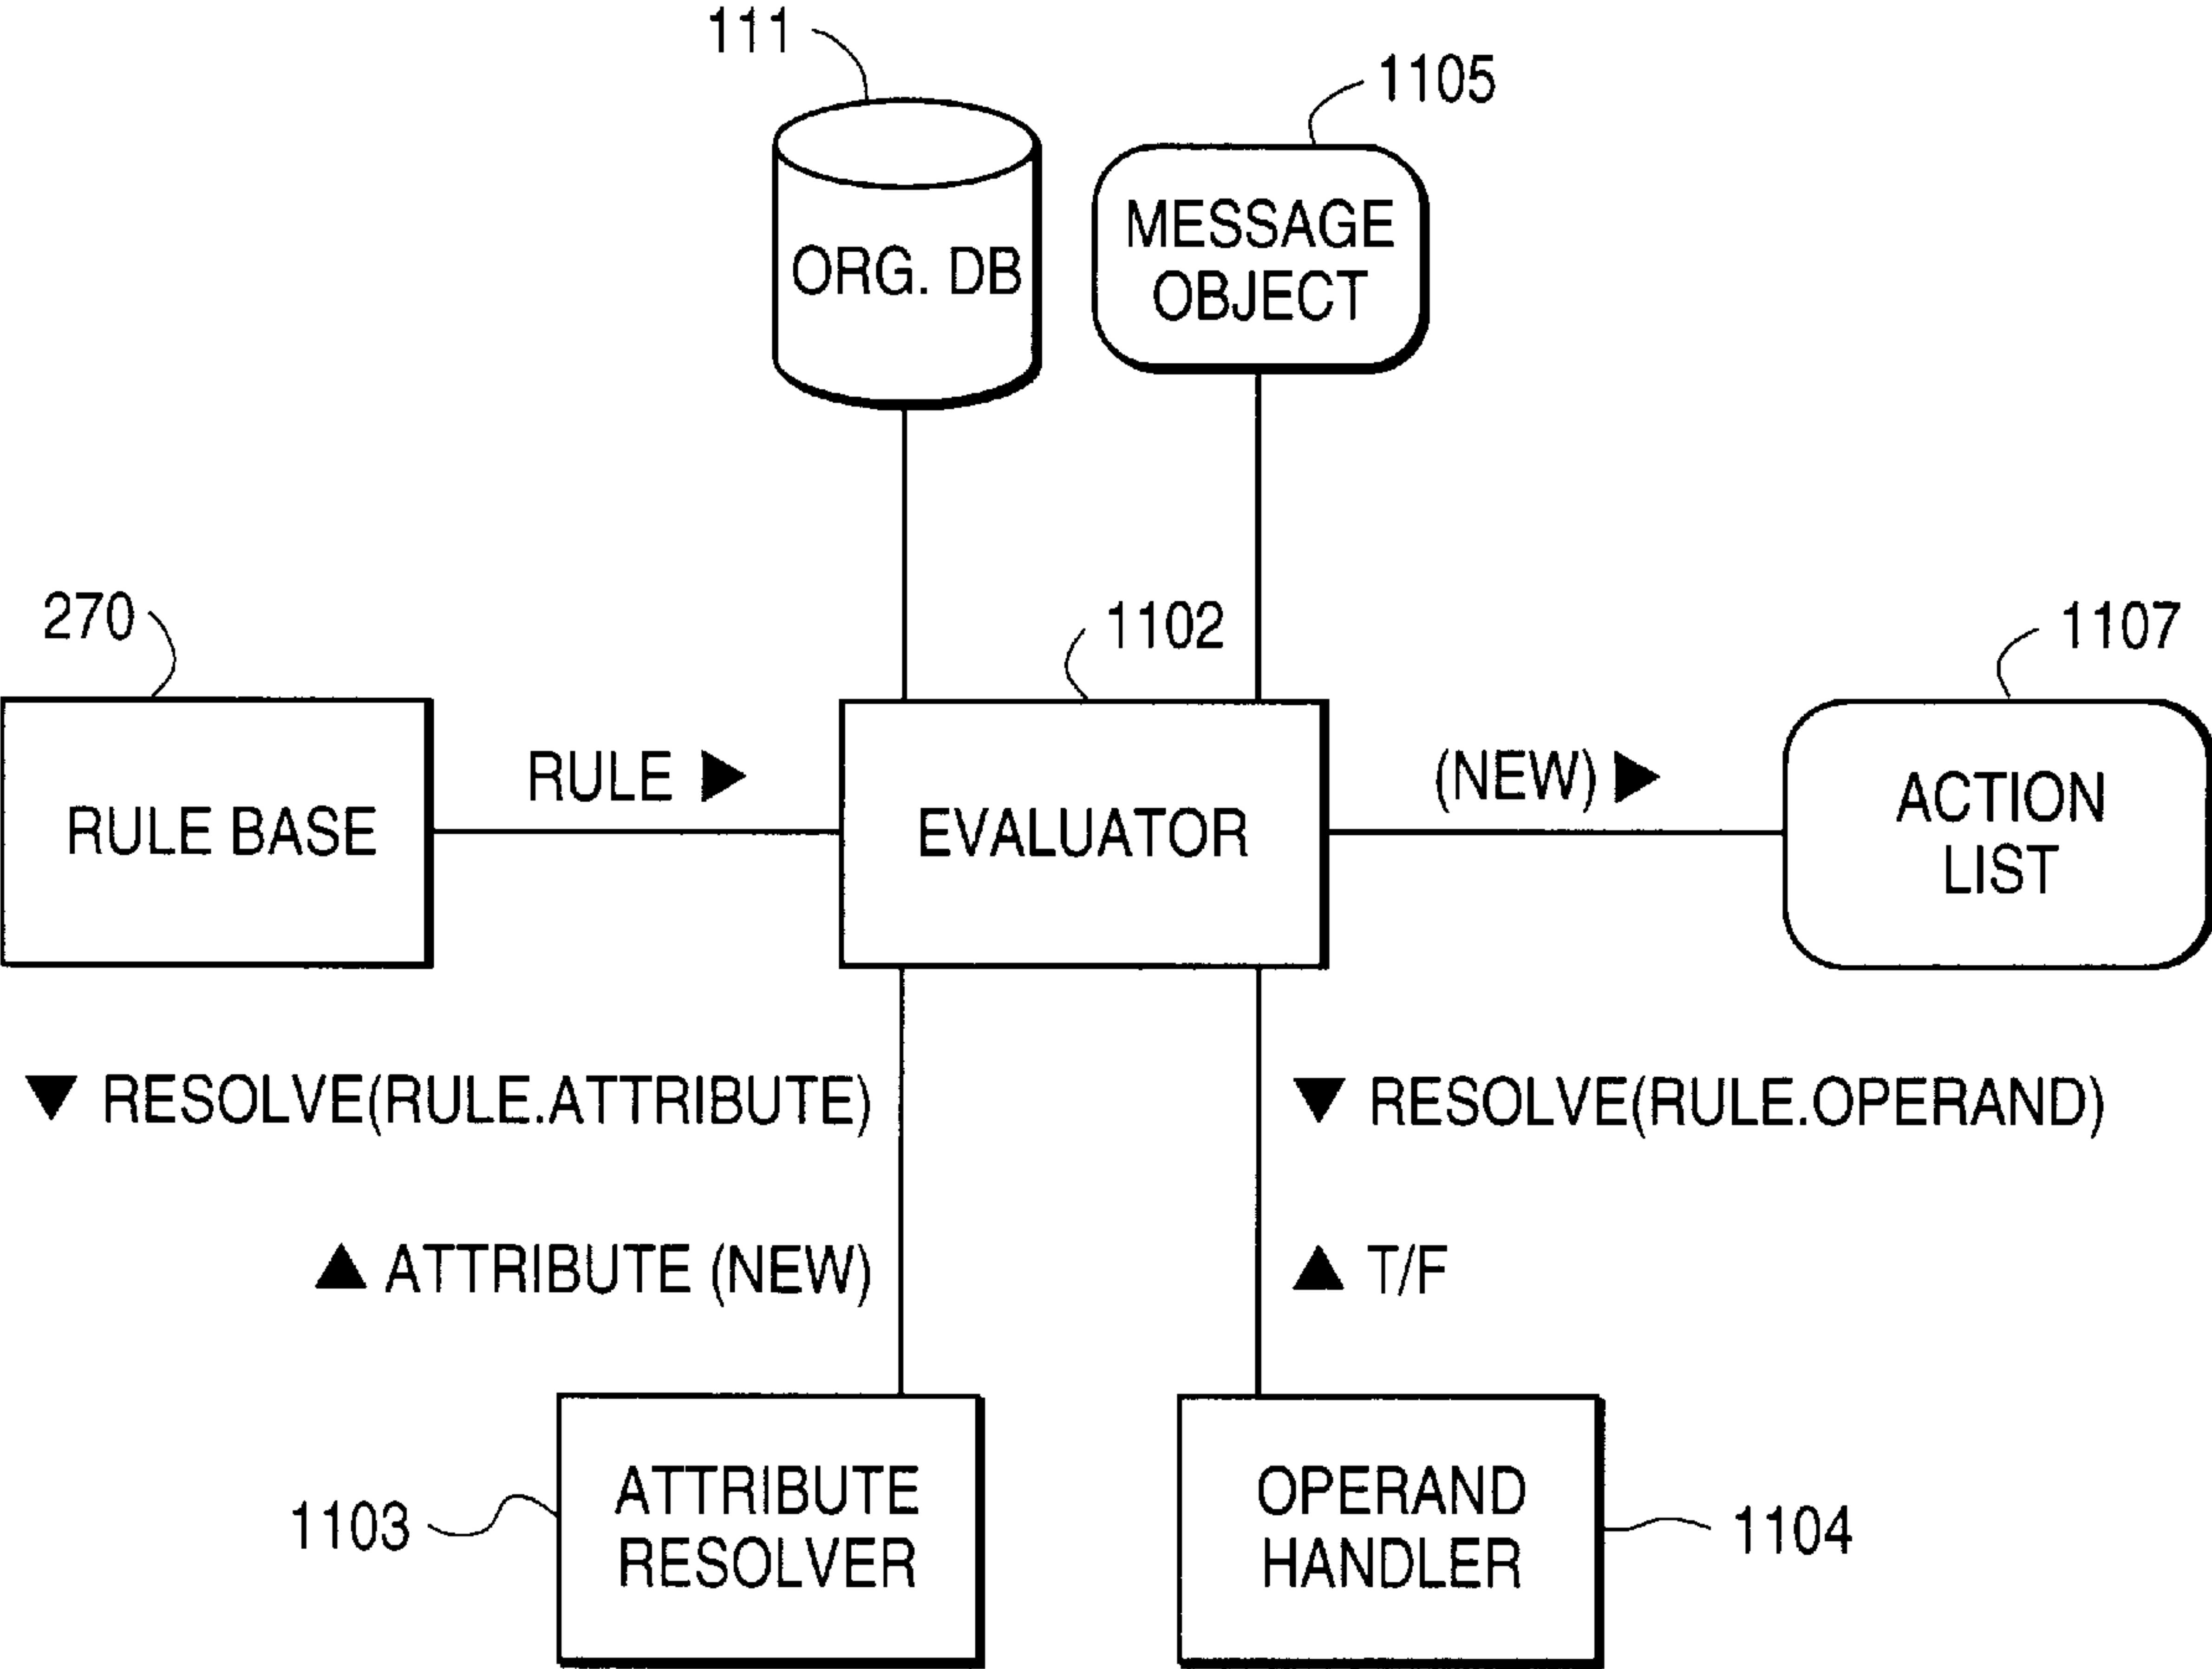 111
1105
ORG. DB
MESSAGE
OBJECT
270
1102
1107
RULE BASE
RULE ▶
EVALUATOR
(NEW) ▶
ACTION
LIST
▼ RESOLVE(RULE.ATTRIBUTE)
▼ RESOLVE(RULE.OPERAND)
▲ ATTRIBUTE (NEW)
▲ T/F
1103
ATTRIBUTE
RESOLVER
OPERAND
HANDLER
1104